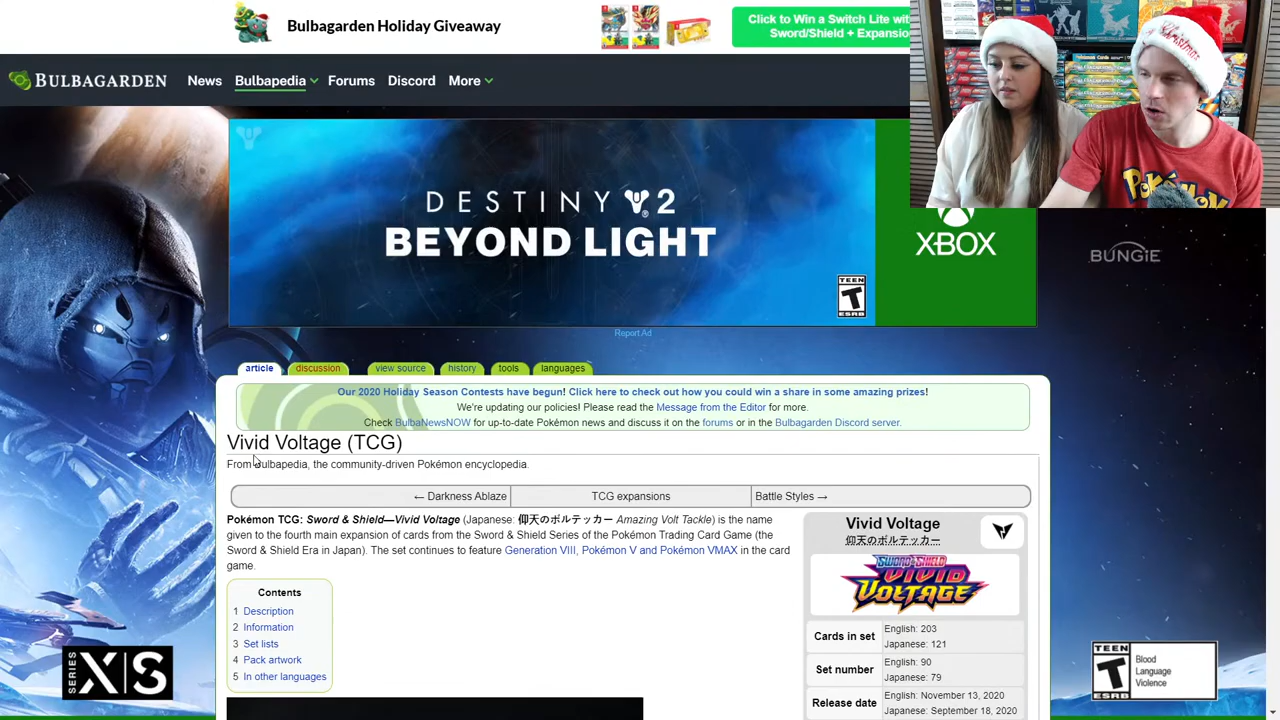 Bulbagarden Holiday Giveaway
Click to Win a Switch Lite wit
Sword/Shield + Expansio
BULBAGARDEN
News
Bulbapedia
Forums
Discord
More
DESTINY 2
BEYOND LIGHT
XBOX
TEEN
T
ESRB
BUNGiE
Report Ad
article
discussion
view source
history
tools
languages
Our 2020 Holiday Season Contests have begun! Click here to check out how you could win a share in some amazing prizes!
We're updating our policies! Please read the Message from the Editor for more.
Check BulbaNewsNOW for up-to-date Pokémon news and discuss it on the forums or in the Bulbagarden Discord server.
Vivid Voltage (TCG)
From Bulbapedia, the community-driven Pokémon encyclopedia.
← Darkness Ablaze
TCG expansions
Battle Styles →
Pokémon TCG: Sword & Shield—Vivid Voltage (Japanese: 仰天のボルテッカー Amazing Volt Tackle) is the name
given to the fourth main expansion of cards from the Sword & Shield Series of the Pokémon Trading Card Game (the
Sword & Shield Era in Japan). The set continues to feature Generation VIII, Pokémon V and Pokémon VMAX in the card
game.
Contents
1 Description
2 Information
3 Set lists
4 Pack artwork
5 In other languages
Vivid Voltage
仰天のボルテッカー
SWORD & SHIELD
VIVID
VOLTAGE
Cards in set
English: 203
Japanese: 121
Set number
English: 90
Japanese: 79
Release date
English: November 13, 2020
Japanese: September 18, 2020
SERIES
X|S
TEEN
T
ESRB
Blood
Language
Violence
Christmas
POKéMON